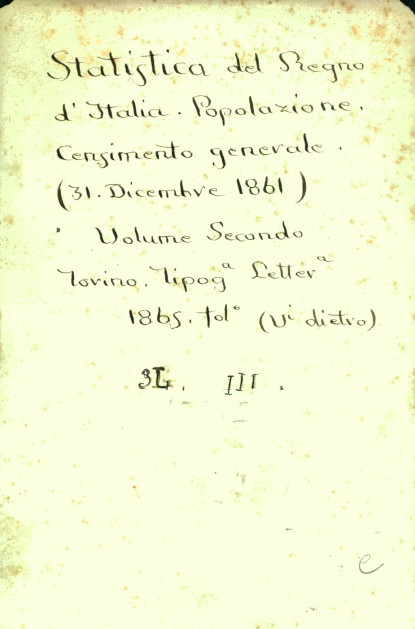 Statistica del Regno
d'Italia. Popolazione.
Censimento generale.
(31. Dicembre 1861)
Volume Secondo
Torino. Tipogª Letterª
1865. folº (Vi dietro)
3L. III.
e